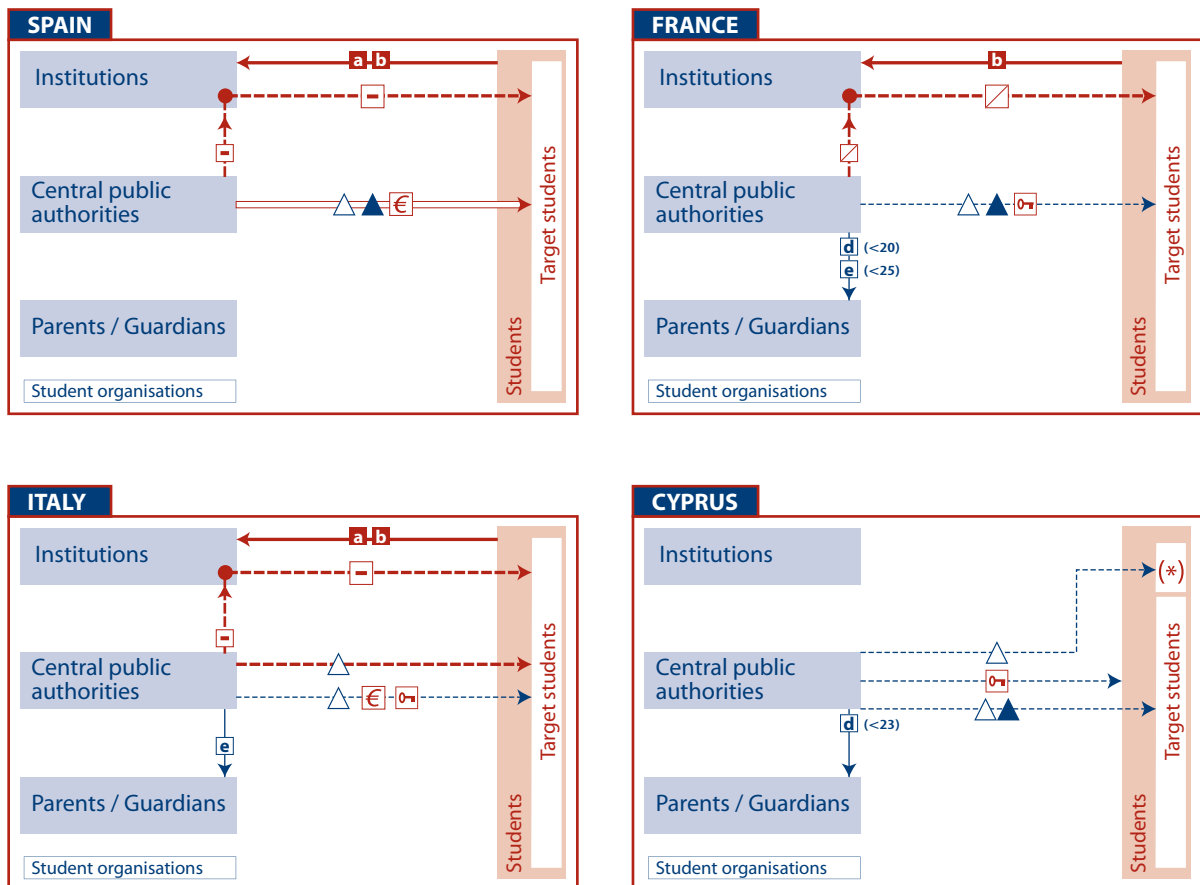 SPAIN
Institutions
a b
Central public
authorities
€
Parents / Guardians
Student organisations
Students
Target students
FRANCE
Institutions
b
Central public
authorities
d (<20)
e (<25)
Parents / Guardians
Student organisations
Students
Target students
ITALY
Institutions
a b
Central public
authorities
€
e
Parents / Guardians
Student organisations
Students
Target students
CYPRUS
Institutions
(*)
Central public
authorities
d (<23)
Parents / Guardians
Student organisations
Students
Target students